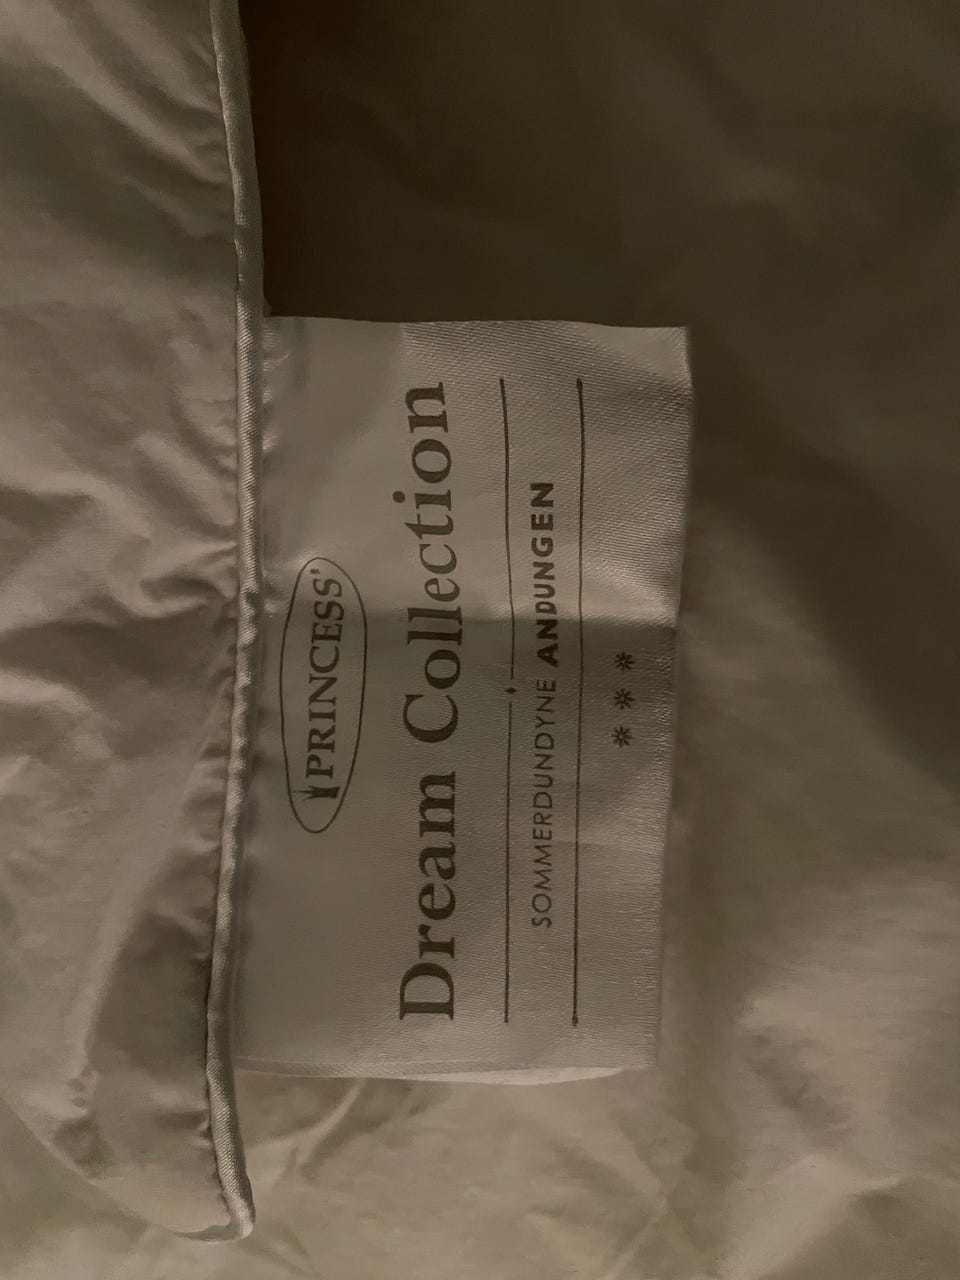 PRINCESS®
Dream Collection
SOMMERDUNDYNE ANDUNGEN
***